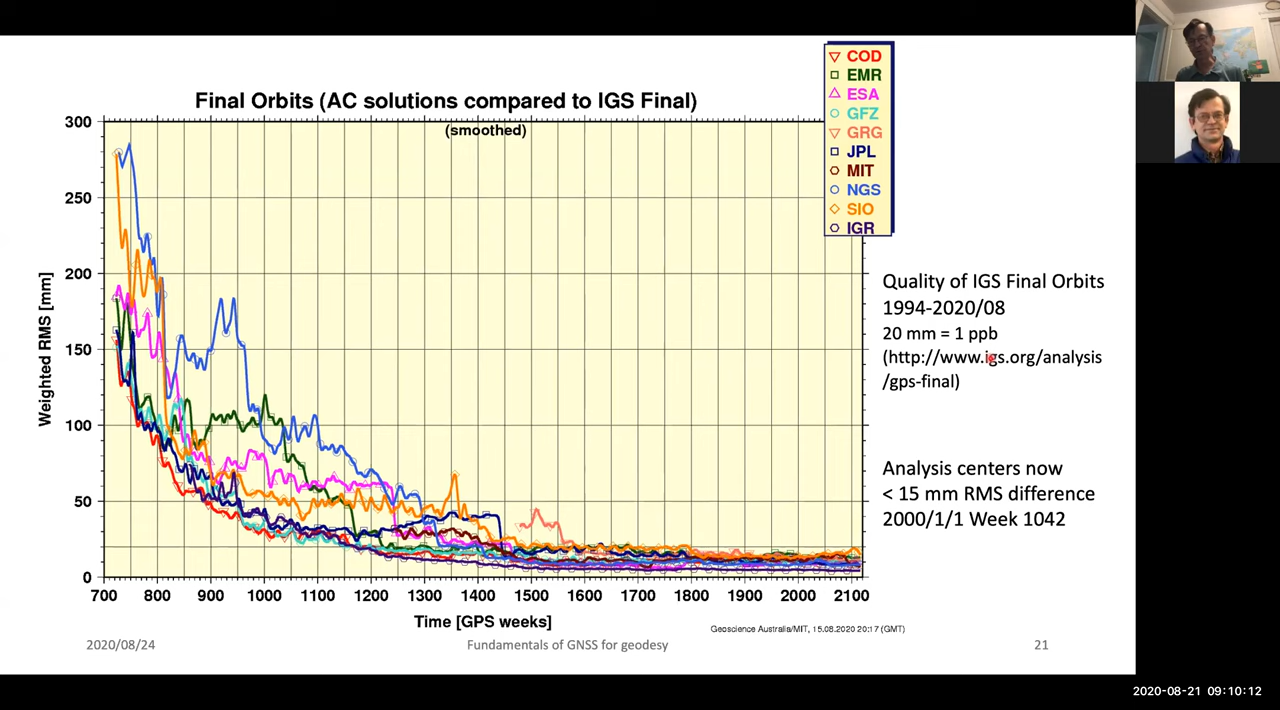 COD
EMR
ESA
GFZ
GRG
JPL
MIT
NGS
SIO
IGR
Final Orbits (AC solutions compared to IGS Final)
(smoothed)
Weighted RMS [mm]
300
250
200
150
100
50
0
700 800 900 1000 1100 1200 1300 1400 1500 1600 1700 1800 1900 2000 2100
Time [GPS weeks]
Geoscience Australia/MIT, 15.08.2020 20:17 (GMT)
Quality of IGS Final Orbits
1994-2020/08
20 mm = 1 ppb
(http://www.igs.org/analysis
/gps-final)
Analysis centers now
< 15 mm RMS difference
2000/1/1 Week 1042
2020/08/24
Fundamentals of GNSS for geodesy
21
2020-08-21 09:10:12